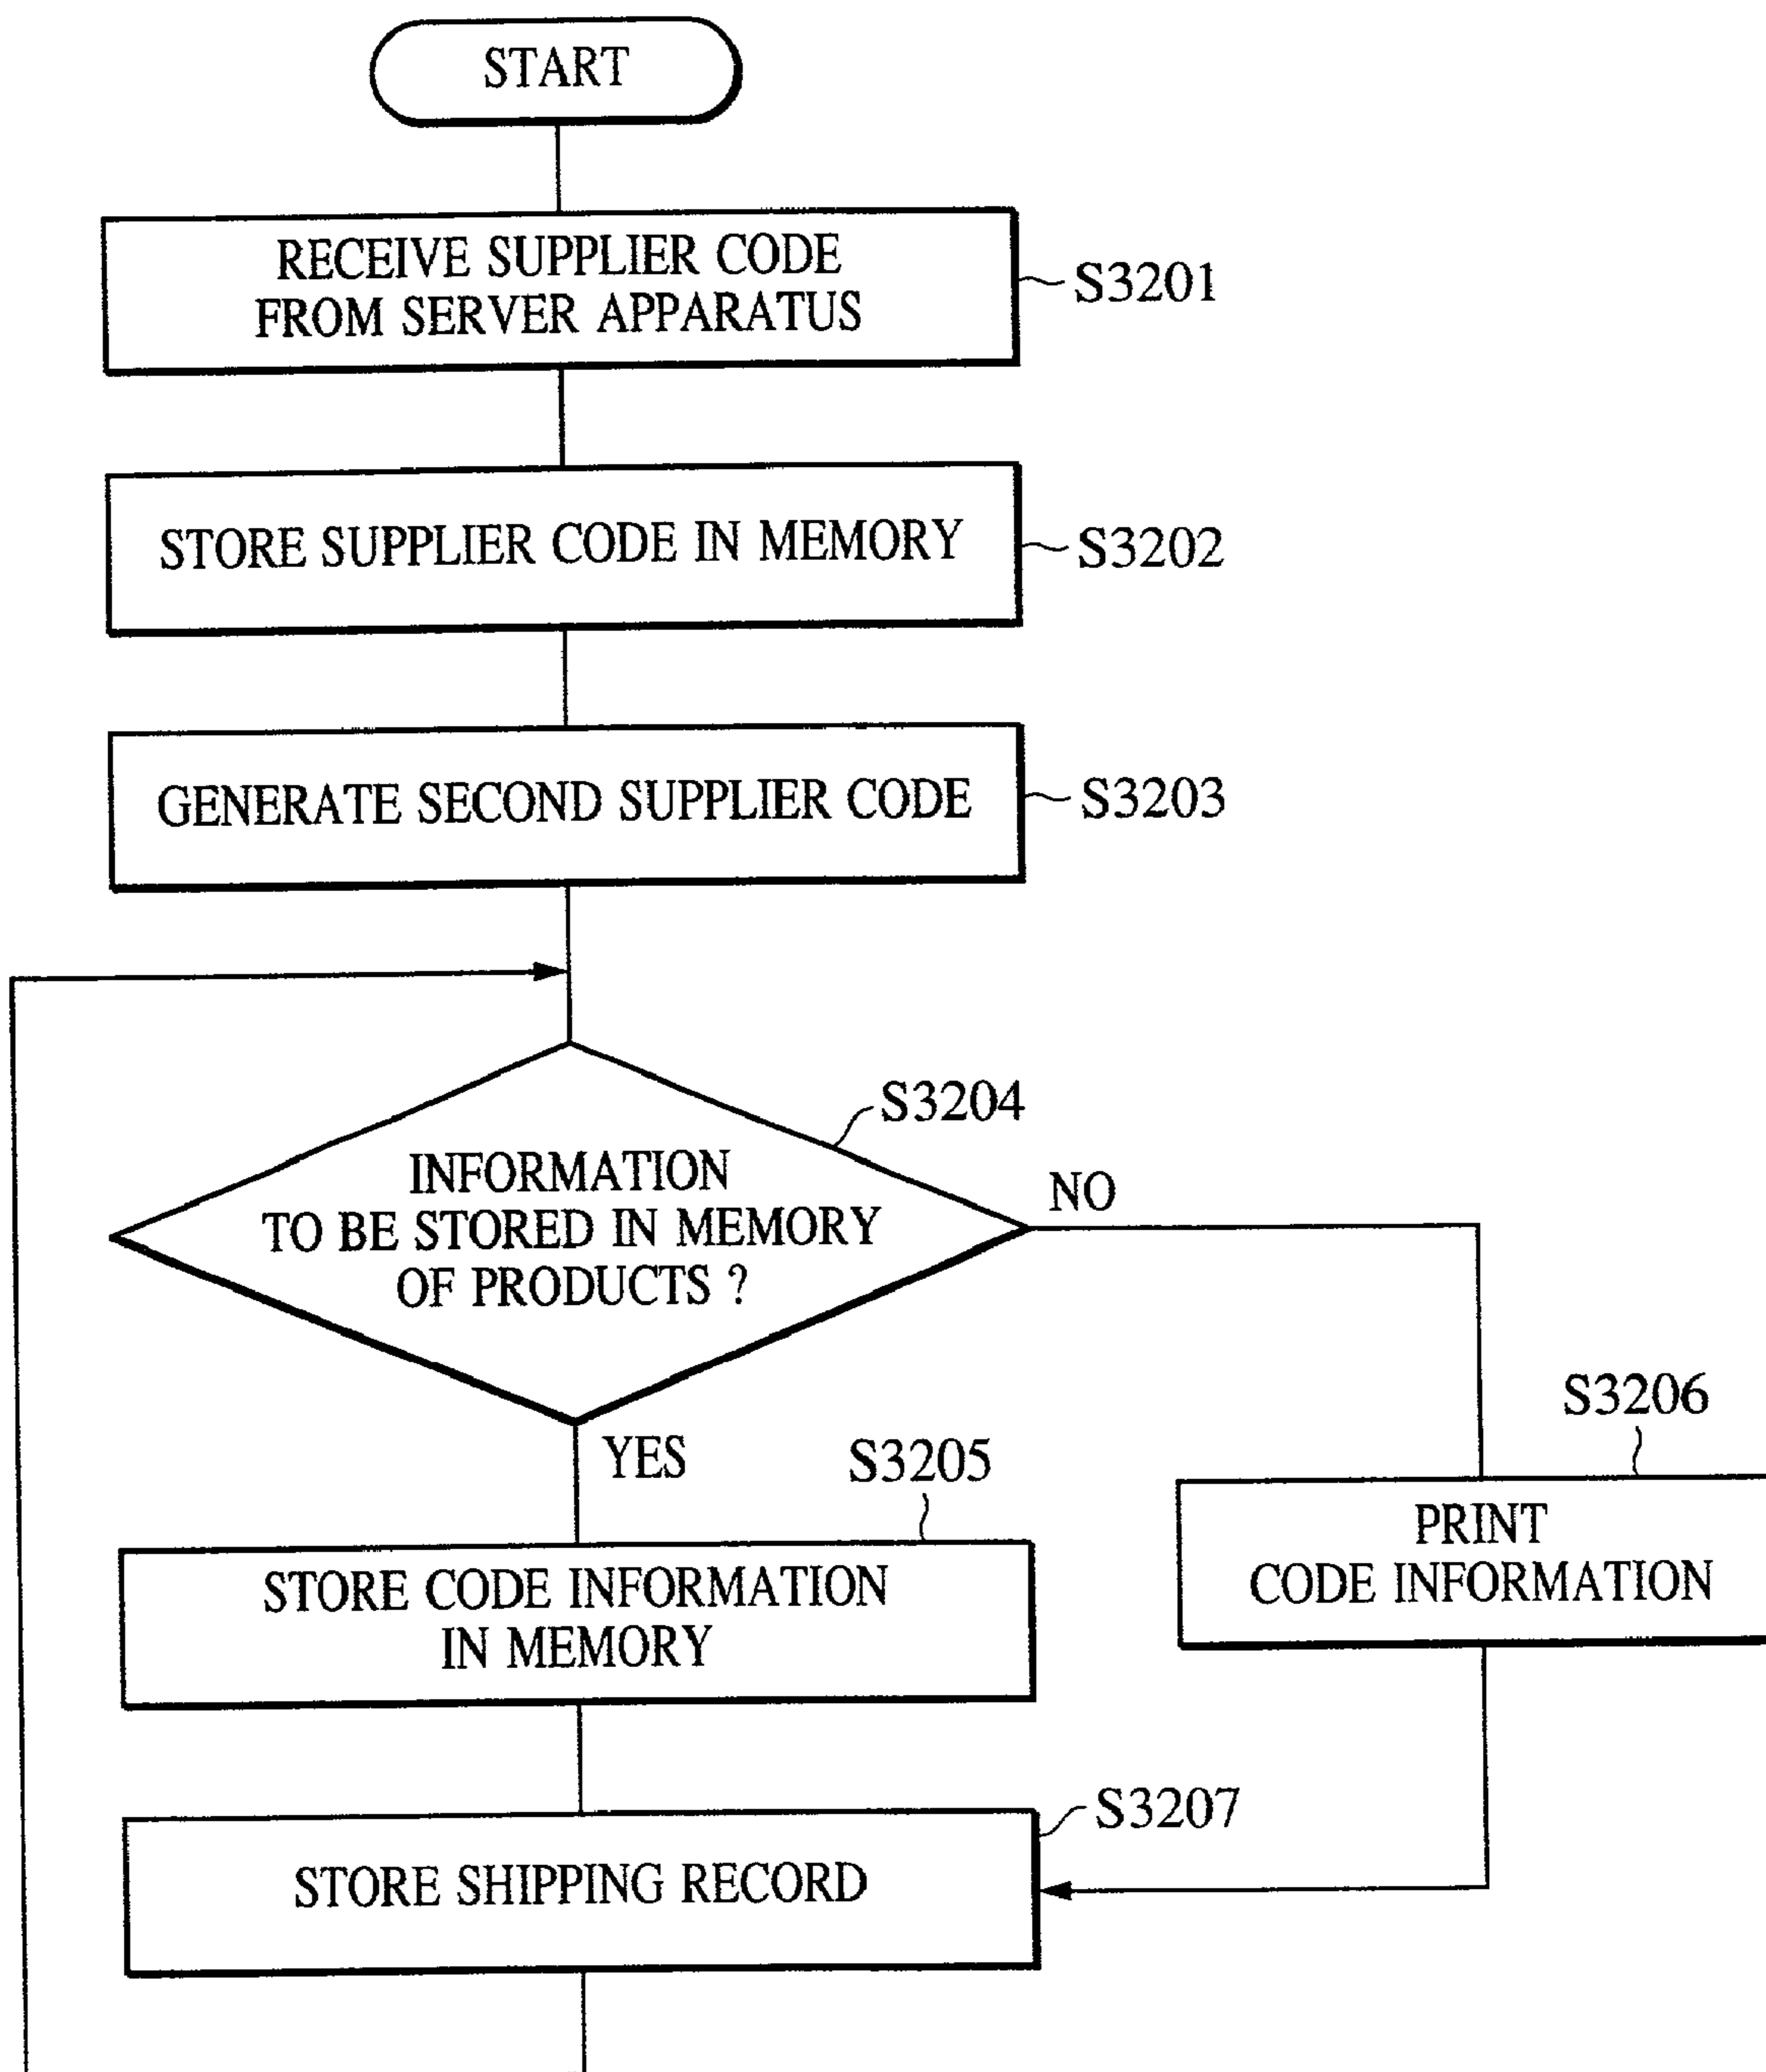 START
RECEIVE SUPPLIER CODE
FROM SERVER APPARATUS
S3201
STORE SUPPLIER CODE IN MEMORY
S3202
GENERATE SECOND SUPPLIER CODE
S3203
S3204
INFORMATION
TO BE STORED IN MEMORY
OF PRODUCTS ?
NO
YES
S3205
STORE CODE INFORMATION
IN MEMORY
S3206
PRINT
CODE INFORMATION
S3207
STORE SHIPPING RECORD